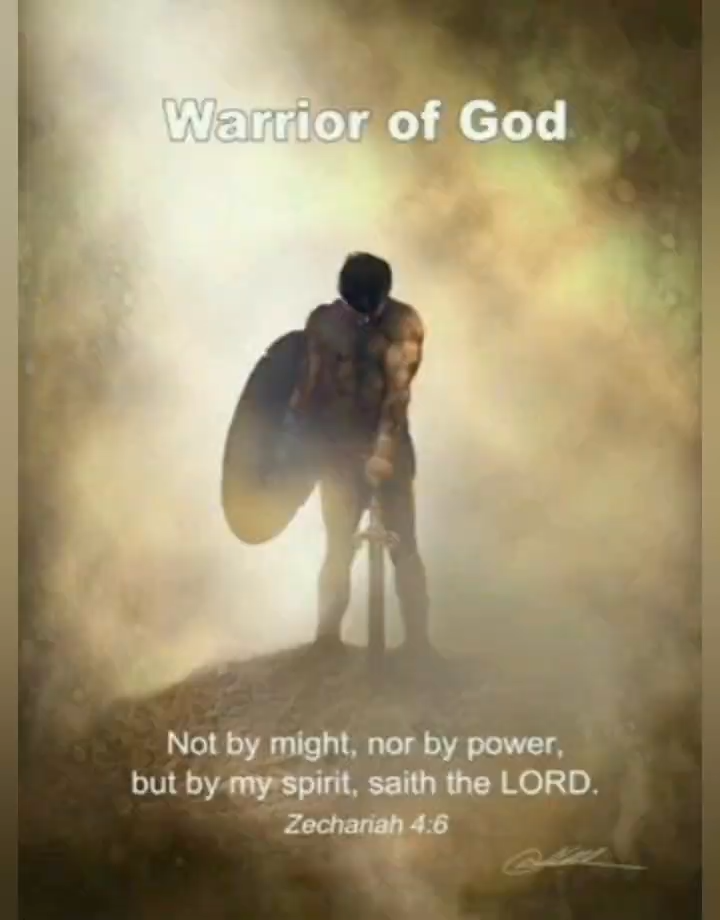 Warrior of God
Not by might, nor by power,
but by my spirit, saith the LORD.
Zechariah 4:6